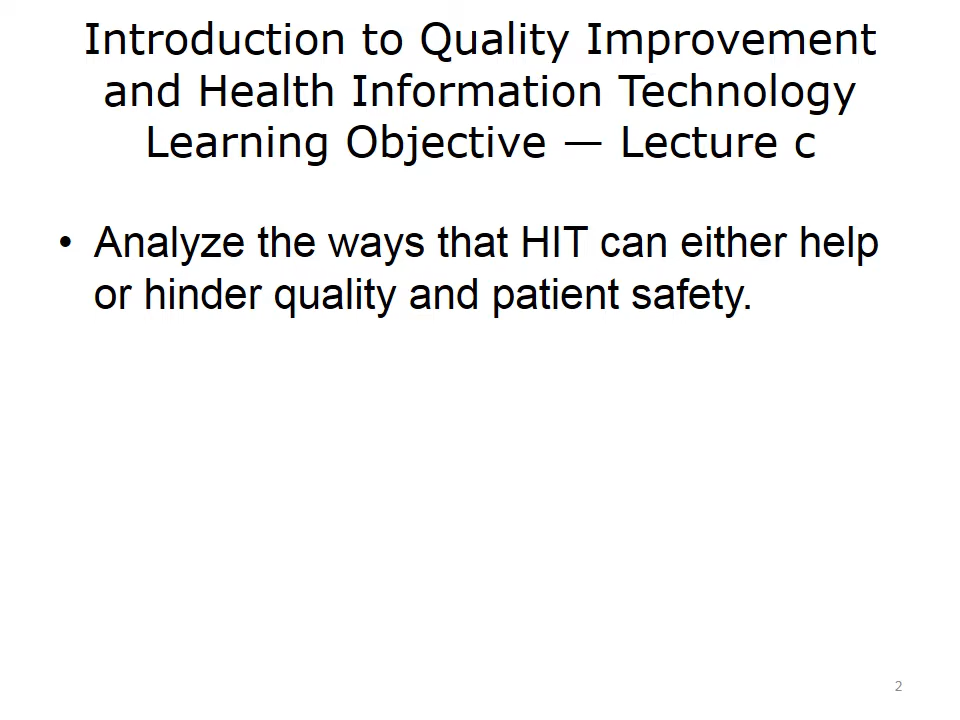 Introduction to Quality Improvement
and Health Information Technology
Learning Objective — Lecture c
• Analyze the ways that HIT can either help
or hinder quality and patient safety.
2